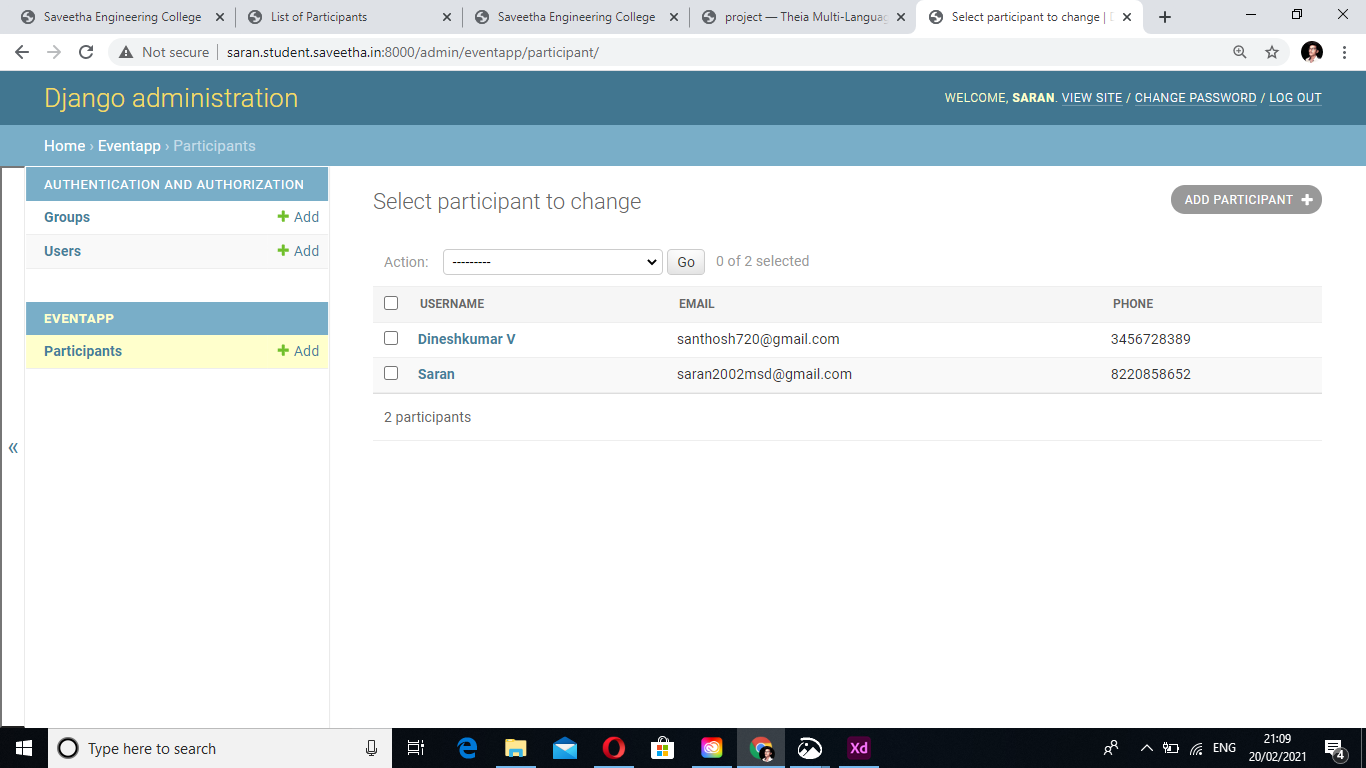 Saveetha Engineering College
List of Participants
Saveetha Engineering College
project — Theia Multi-Languag
Select participant to change | D
Not secure saran.student.saveetha.in:8000/admin/eventapp/participant/
Django administration
WELCOME, SARAN. VIEW SITE / CHANGE PASSWORD / LOG OUT
Home › Eventapp › Participants
AUTHENTICATION AND AUTHORIZATION
Groups + Add
Users + Add
EVENTAPP
Participants + Add
«
Select participant to change
ADD PARTICIPANT +
Action: --------- Go 0 of 2 selected
USERNAME EMAIL PHONE
Dineshkumar V santhosh720@gmail.com 3456728389
Saran saran2002msd@gmail.com 8220858652
2 participants
Type here to search
Xd
ENG
21:09
20/02/2021
4